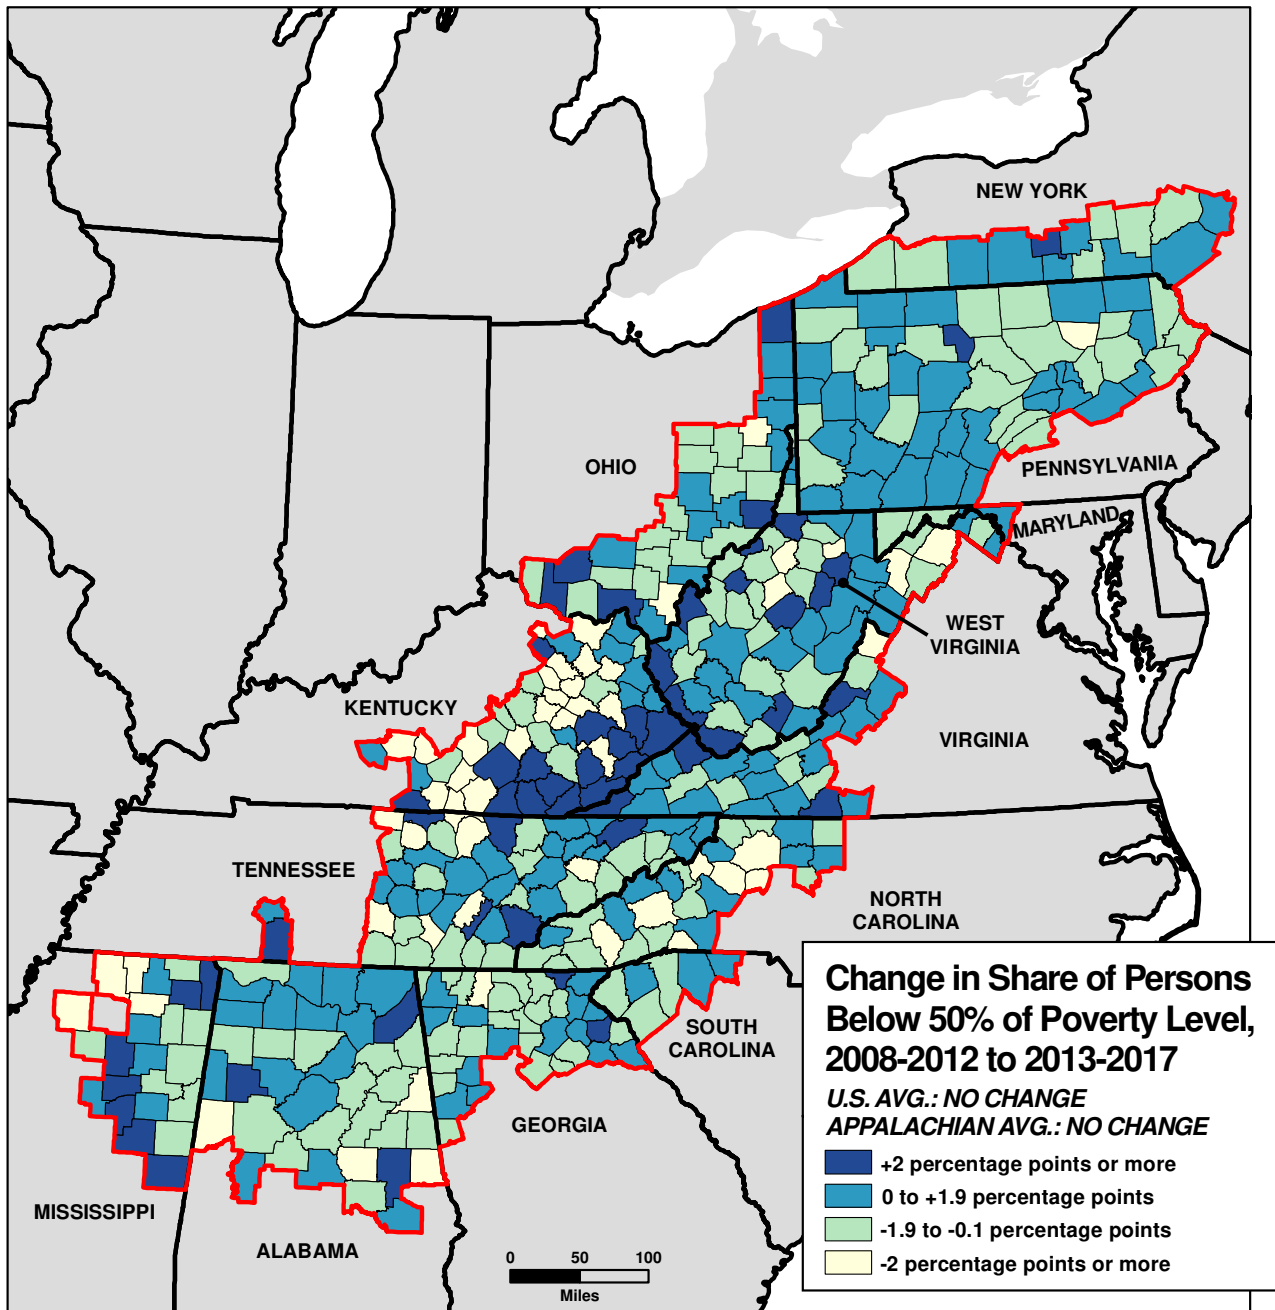 NEW YORK
OHIO
PENNSYLVANIA
MARYLAND
WEST
VIRGINIA
KENTUCKY
VIRGINIA
TENNESSEE
NORTH
CAROLINA
SOUTH
CAROLINA
GEORGIA
MISSISSIPPI
ALABAMA
Change in Share of Persons
Below 50% of Poverty Level,
2008-2012 to 2013-2017
U.S. AVG.: NO CHANGE
APPALACHIAN AVG.: NO CHANGE
+2 percentage points or more
0 to +1.9 percentage points
-1.9 to -0.1 percentage points
-2 percentage points or more
0 50 100
Miles